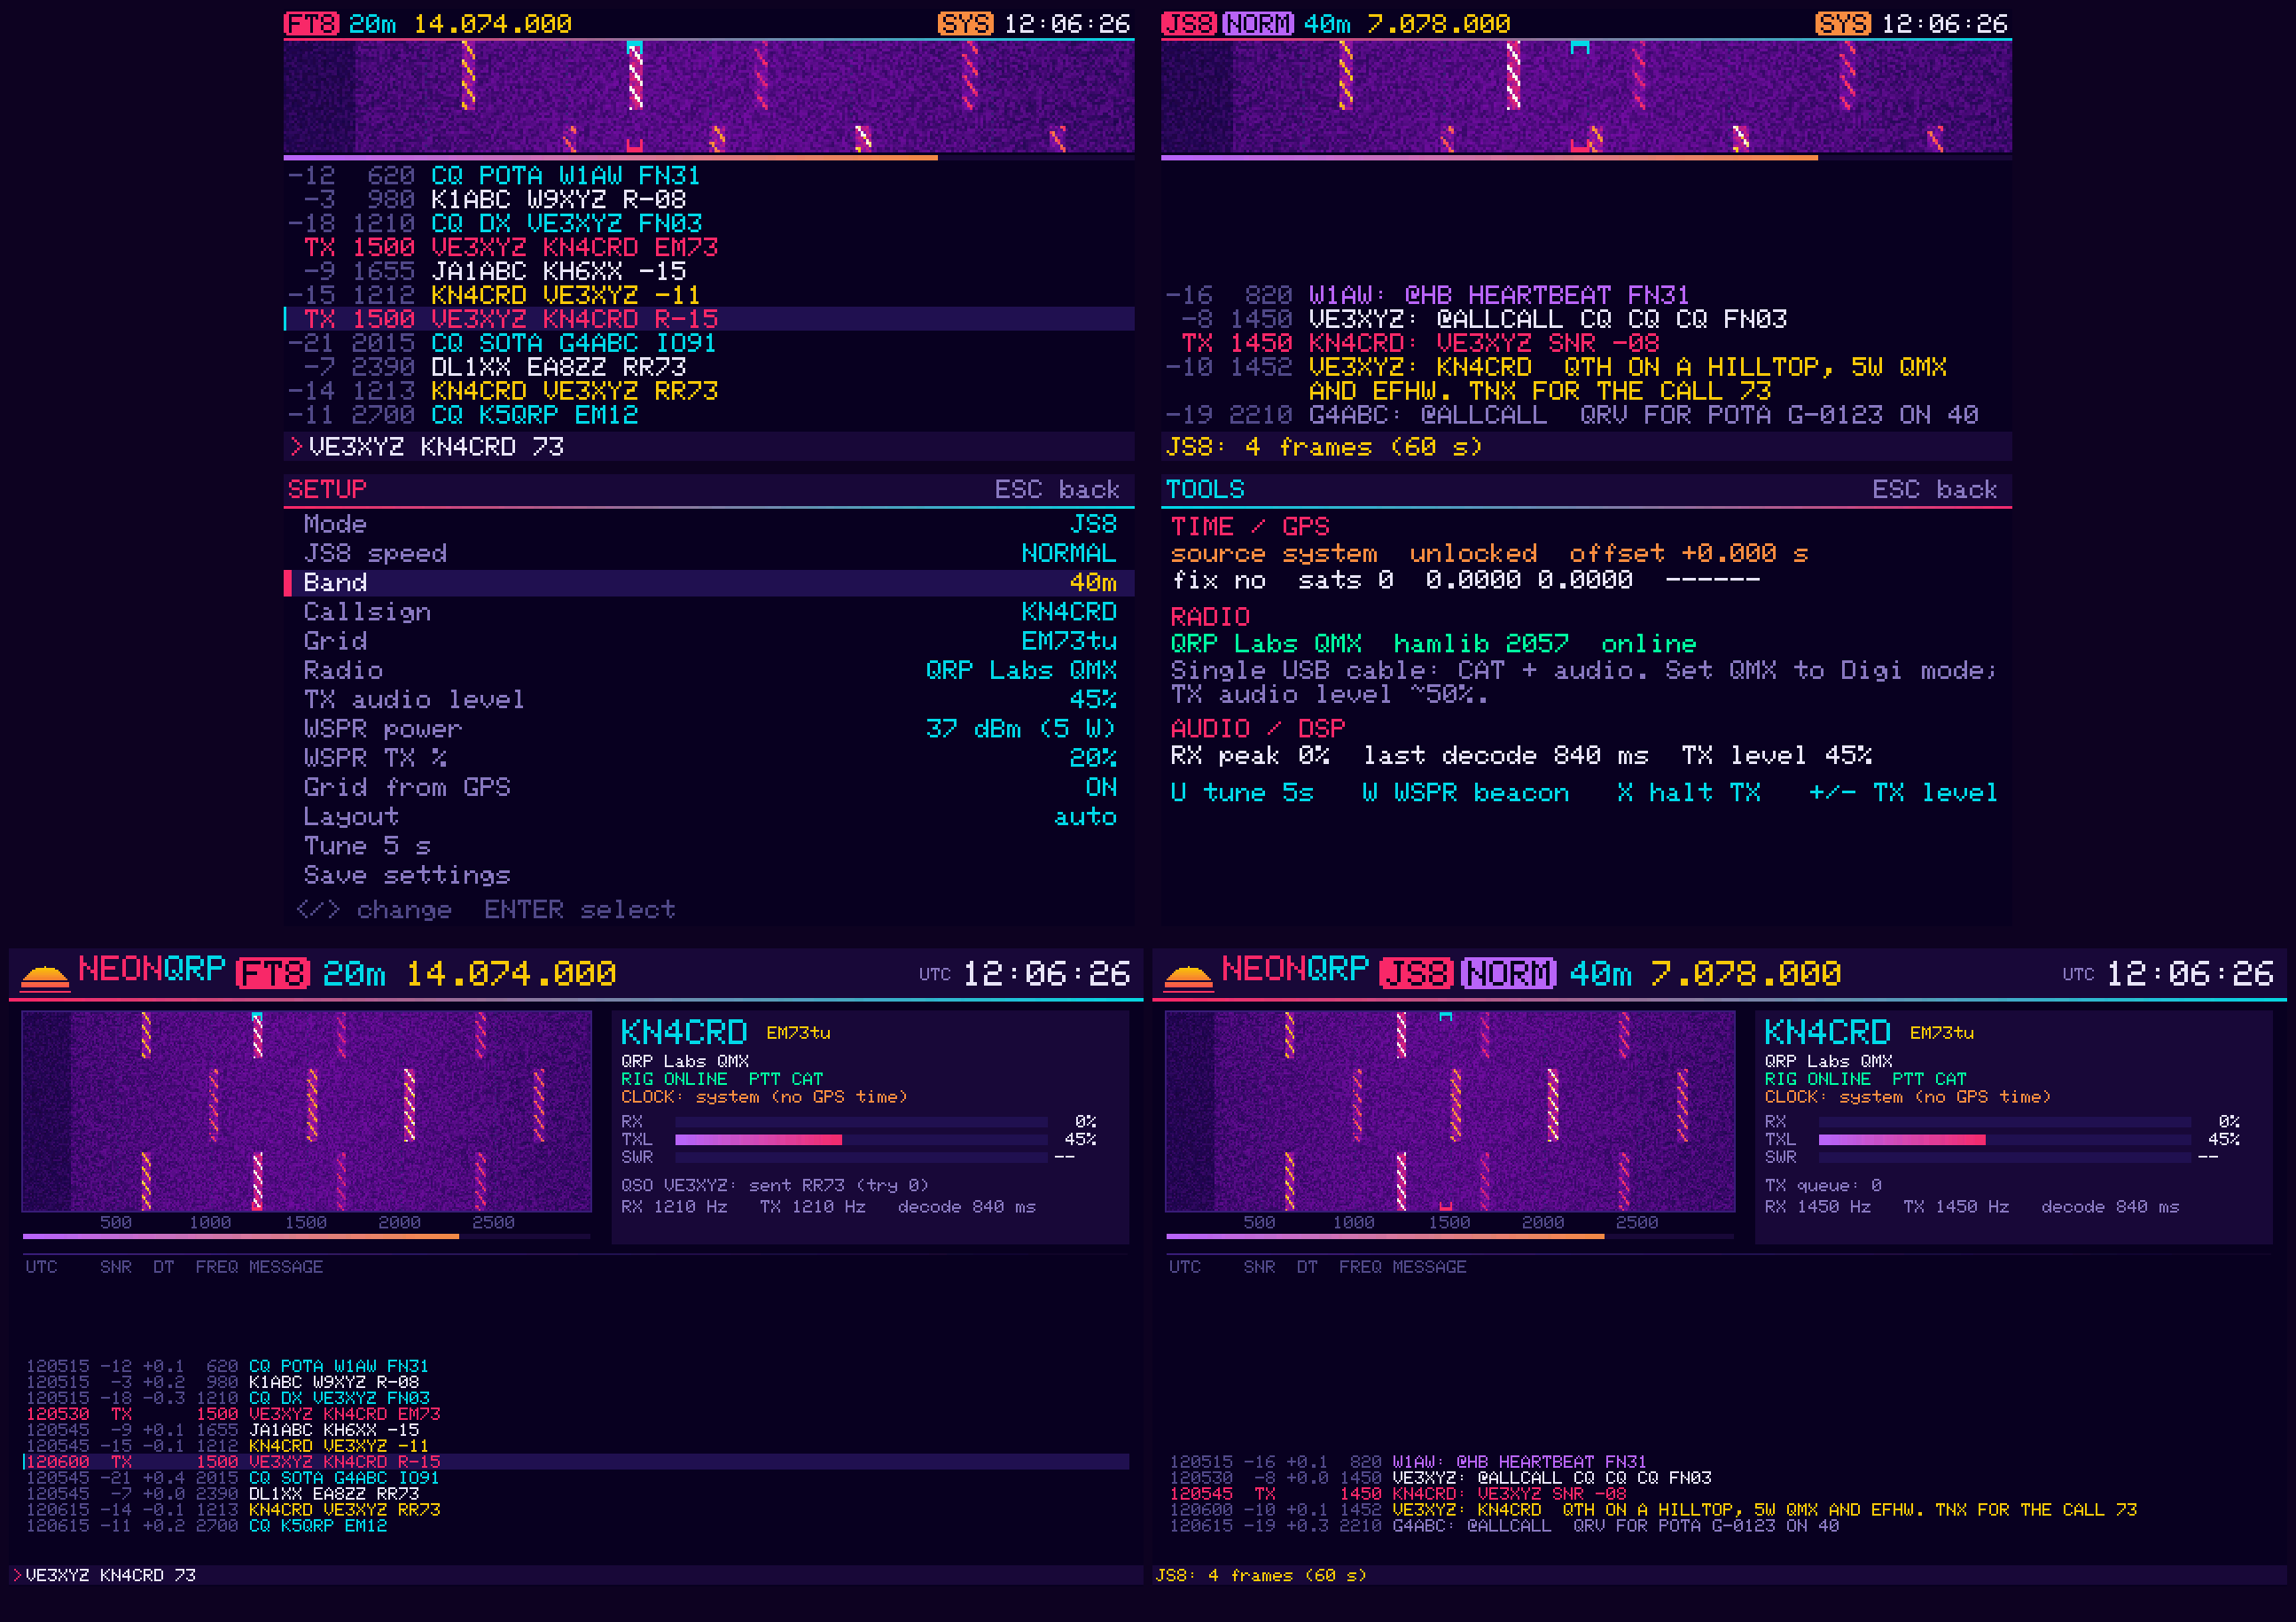 FT8 20m 14.074.000 SYS 12:06:26
-12 620 CQ POTA W1AW FN31
-3 980 K1ABC W9XYZ R-08
-18 1210 CQ DX VE3XYZ FN03
TX 1500 VE3XYZ KN4CRD EM73
-9 1655 JA1ABC KH6XX -15
-15 1212 KN4CRD VE3XYZ -11
TX 1500 VE3XYZ KN4CRD R-15
-21 2015 CQ SOTA G4ABC IO91
-7 2390 DL1XX EA8ZZ RR73
-14 1213 KN4CRD VE3XYZ RR73
-11 2700 CQ K5QRP EM12
>VE3XYZ KN4CRD 73
JS8 NORM 40m 7.078.000 SYS 12:06:26
-16 820 W1AW: @HB HEARTBEAT FN31
-8 1450 VE3XYZ: @ALLCALL CQ CQ CQ FN03
TX 1450 KN4CRD: VE3XYZ SNR -08
-10 1452 VE3XYZ: KN4CRD QTH ON A HILLTOP, 5W QMX
AND EFHW. TNX FOR THE CALL 73
-19 2210 G4ABC: @ALLCALL QRV FOR POTA G-0123 ON 40
JS8: 4 frames (60 s)
SETUP ESC back
Mode JS8
JS8 speed NORMAL
Band 40m
Callsign KN4CRD
Grid EM73tu
Radio QRP Labs QMX
TX audio level 45%
WSPR power 37 dBm (5 W)
WSPR TX % 20%
Grid from GPS ON
Layout auto
Tune 5 s
Save settings
</> change ENTER select
TOOLS ESC back
TIME / GPS
source system unlocked offset +0.000 s
fix no sats 0 0.0000 0.0000 ------
RADIO
QRP Labs QMX hamlib 2057 online
Single USB cable: CAT + audio. Set QMX to Digi mode;
TX audio level ~50%.
AUDIO / DSP
RX peak 0% last decode 840 ms TX level 45%
U tune 5s W WSPR beacon X halt TX +/- TX level
NEONQRP FT8 20m 14.074.000 UTC 12:06:26
KN4CRD EM73tu
QRP Labs QMX
RIG ONLINE PTT CAT
CLOCK: system (no GPS time)
RX 0%
TXL 45%
SWR --
QSO VE3XYZ: sent RR73 (try 0)
RX 1210 Hz TX 1210 Hz decode 840 ms
500 1000 1500 2000 2500
UTC SNR DT FREQ MESSAGE
120515 -12 +0.1 620 CQ POTA W1AW FN31
120515 -3 +0.2 980 K1ABC W9XYZ R-08
120515 -18 -0.3 1210 CQ DX VE3XYZ FN03
120530 TX 1500 VE3XYZ KN4CRD EM73
120545 -9 +0.1 1655 JA1ABC KH6XX -15
120545 -15 -0.1 1212 KN4CRD VE3XYZ -11
120600 TX 1500 VE3XYZ KN4CRD R-15
120545 -21 +0.4 2015 CQ SOTA G4ABC IO91
120545 -7 +0.0 2390 DL1XX EA8ZZ RR73
120615 -14 -0.1 1213 KN4CRD VE3XYZ RR73
120615 -11 +0.2 2700 CQ K5QRP EM12
>VE3XYZ KN4CRD 73
NEONQRP JS8 NORM 40m 7.078.000 UTC 12:06:26
KN4CRD EM73tu
QRP Labs QMX
RIG ONLINE PTT CAT
CLOCK: system (no GPS time)
RX 0%
TXL 45%
SWR --
TX queue: 0
RX 1450 Hz TX 1450 Hz decode 840 ms
500 1000 1500 2000 2500
UTC SNR DT FREQ MESSAGE
120515 -16 +0.1 820 W1AW: @HB HEARTBEAT FN31
120530 -8 +0.0 1450 VE3XYZ: @ALLCALL CQ CQ CQ FN03
120545 TX 1450 KN4CRD: VE3XYZ SNR -08
120600 -10 +0.1 1452 VE3XYZ: KN4CRD QTH ON A HILLTOP, 5W QMX AND EFHW. TNX FOR THE CALL 73
120615 -19 +0.3 2210 G4ABC: @ALLCALL QRV FOR POTA G-0123 ON 40
JS8: 4 frames (60 s)